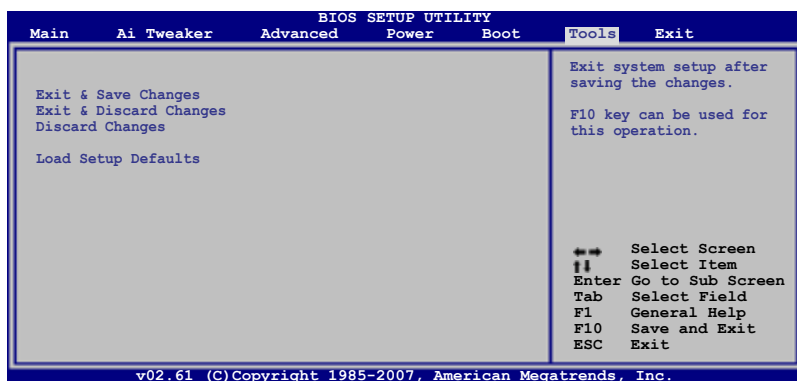 BIOS SETUP UTILITY
Main Ai Tweaker Advanced Power Boot Tools Exit
Exit & Save Changes
Exit & Discard Changes
Discard Changes
Load Setup Defaults
Exit system setup after
saving the changes.
F10 key can be used for
this operation.
←→ Select Screen
↑↓ Select Item
Enter Go to Sub Screen
Tab Select Field
F1 General Help
F10 Save and Exit
ESC Exit
v02.61 (C)Copyright 1985-2007, American Megatrends, Inc.